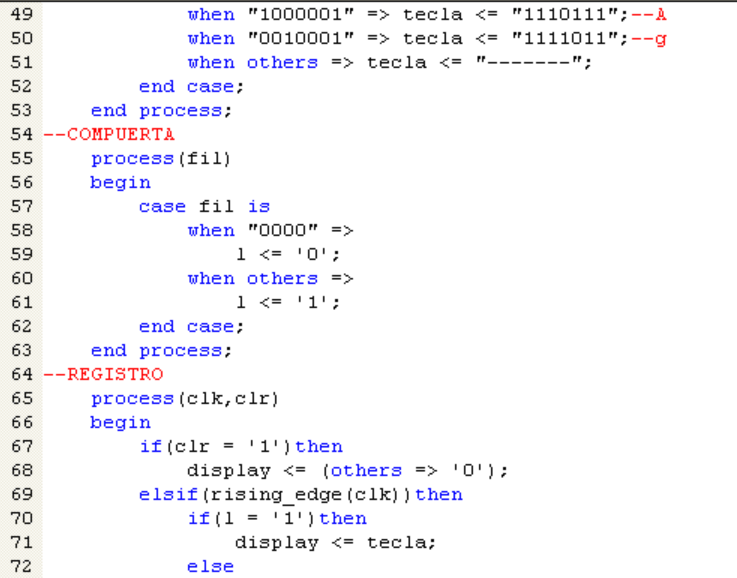 49 when "1000001" => tecla <= "1110111";--A
50 when "0010001" => tecla <= "1111011";--g
51 when others => tecla <= "-------";
52 end case;
53 end process;
54 --COMPUERTA
55 process(fil)
56 begin
57 case fil is
58 when "0000" =>
59 l <= '0';
60 when others =>
61 l <= '1';
62 end case;
63 end process;
64 --REGISTRO
65 process(clk,clr)
66 begin
67 if(clr = '1')then
68 display <= (others => '0');
69 elsif(rising_edge(clk))then
70 if(l = '1')then
71 display <= tecla;
72 else